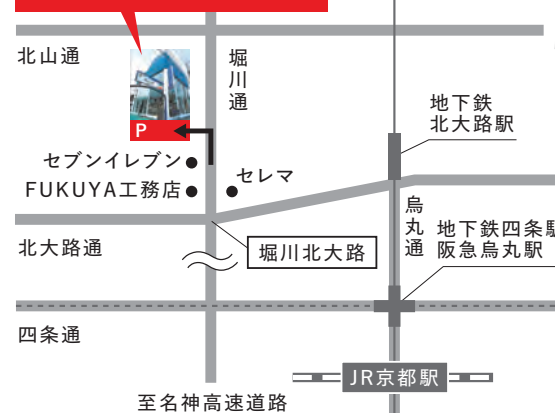 北山通
堀川通
P
地下鉄
北大路駅
セブンイレブン
セレマ
FUKUYA工務店
烏丸通
北大路通
堀川北大路
地下鉄四条駅
阪急烏丸駅
四条通
JR京都駅
至名神高速道路